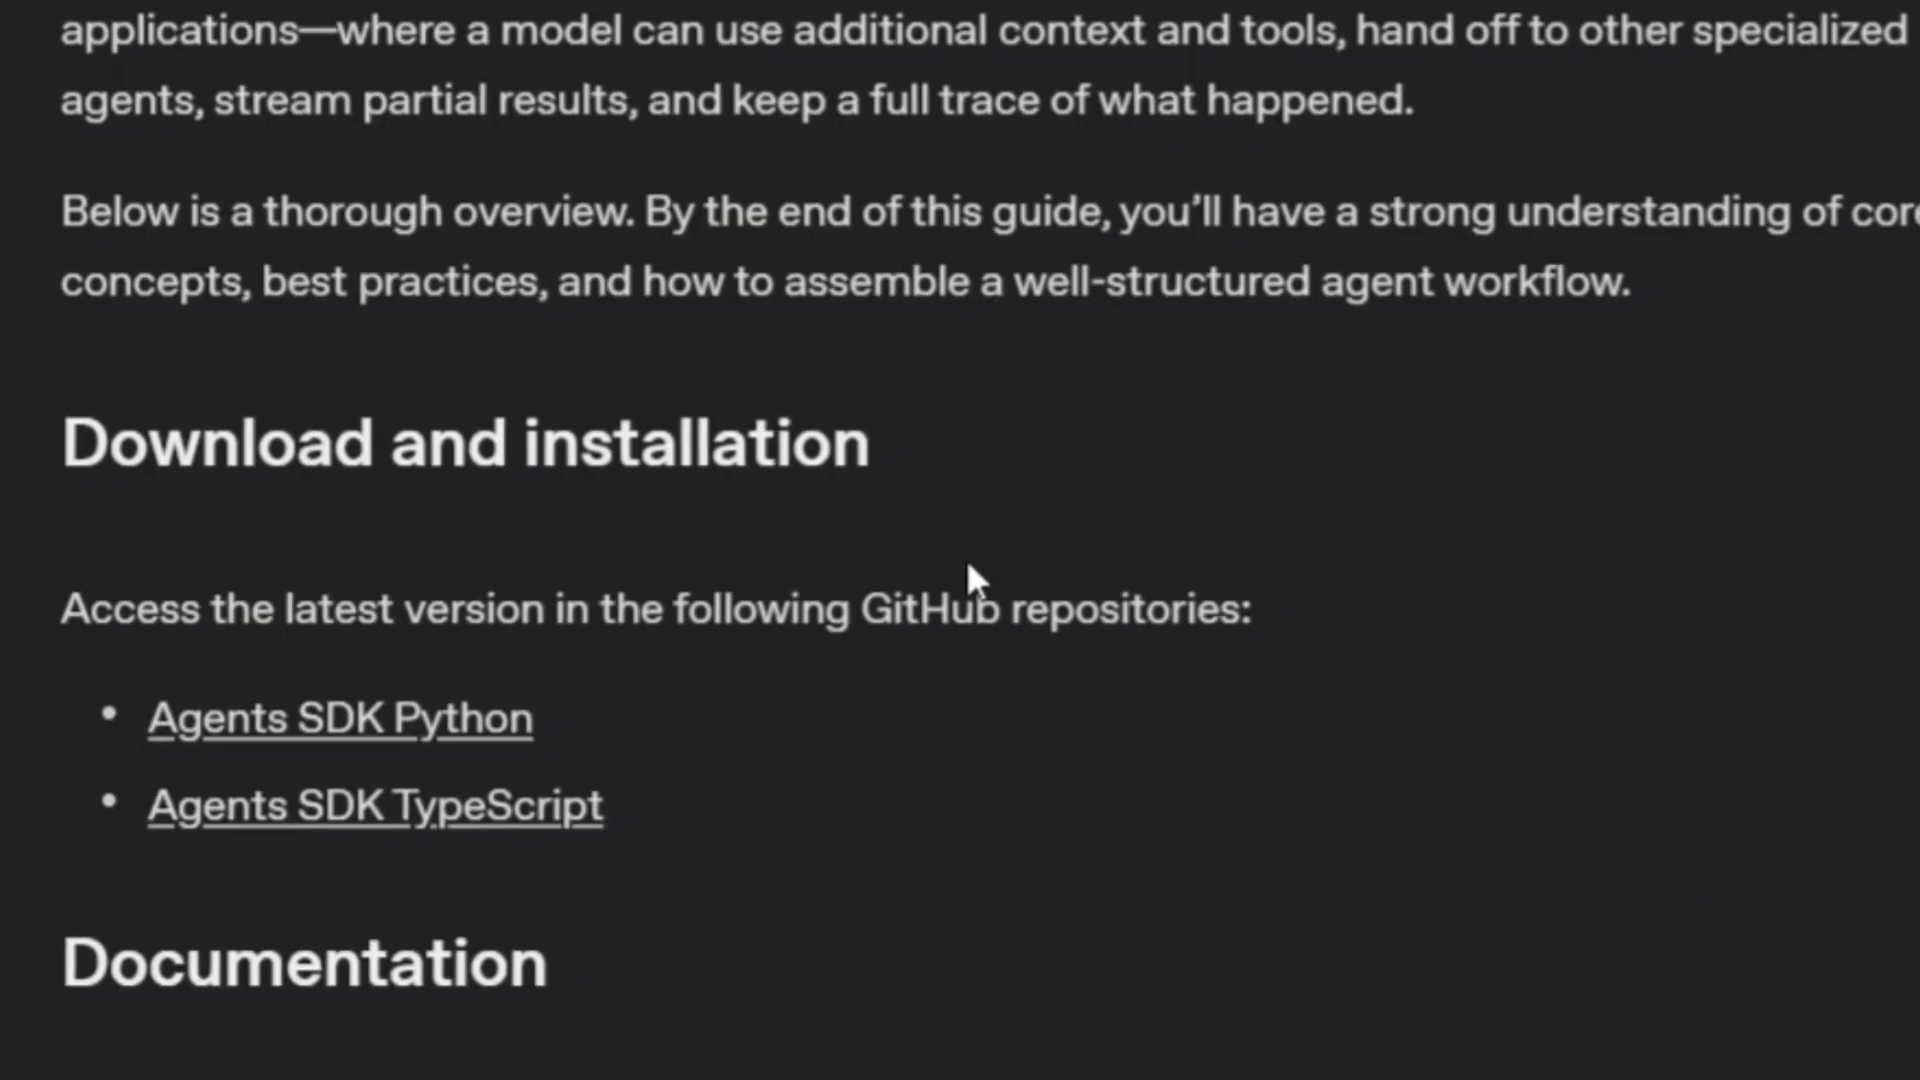 applications—where a model can use additional context and tools, hand off to other specialized
agents, stream partial results, and keep a full trace of what happened.
Below is a thorough overview. By the end of this guide, you’ll have a strong understanding of core
concepts, best practices, and how to assemble a well-structured agent workflow.
Download and installation
Access the latest version in the following GitHub repositories:
• Agents SDK Python
• Agents SDK TypeScript
Documentation